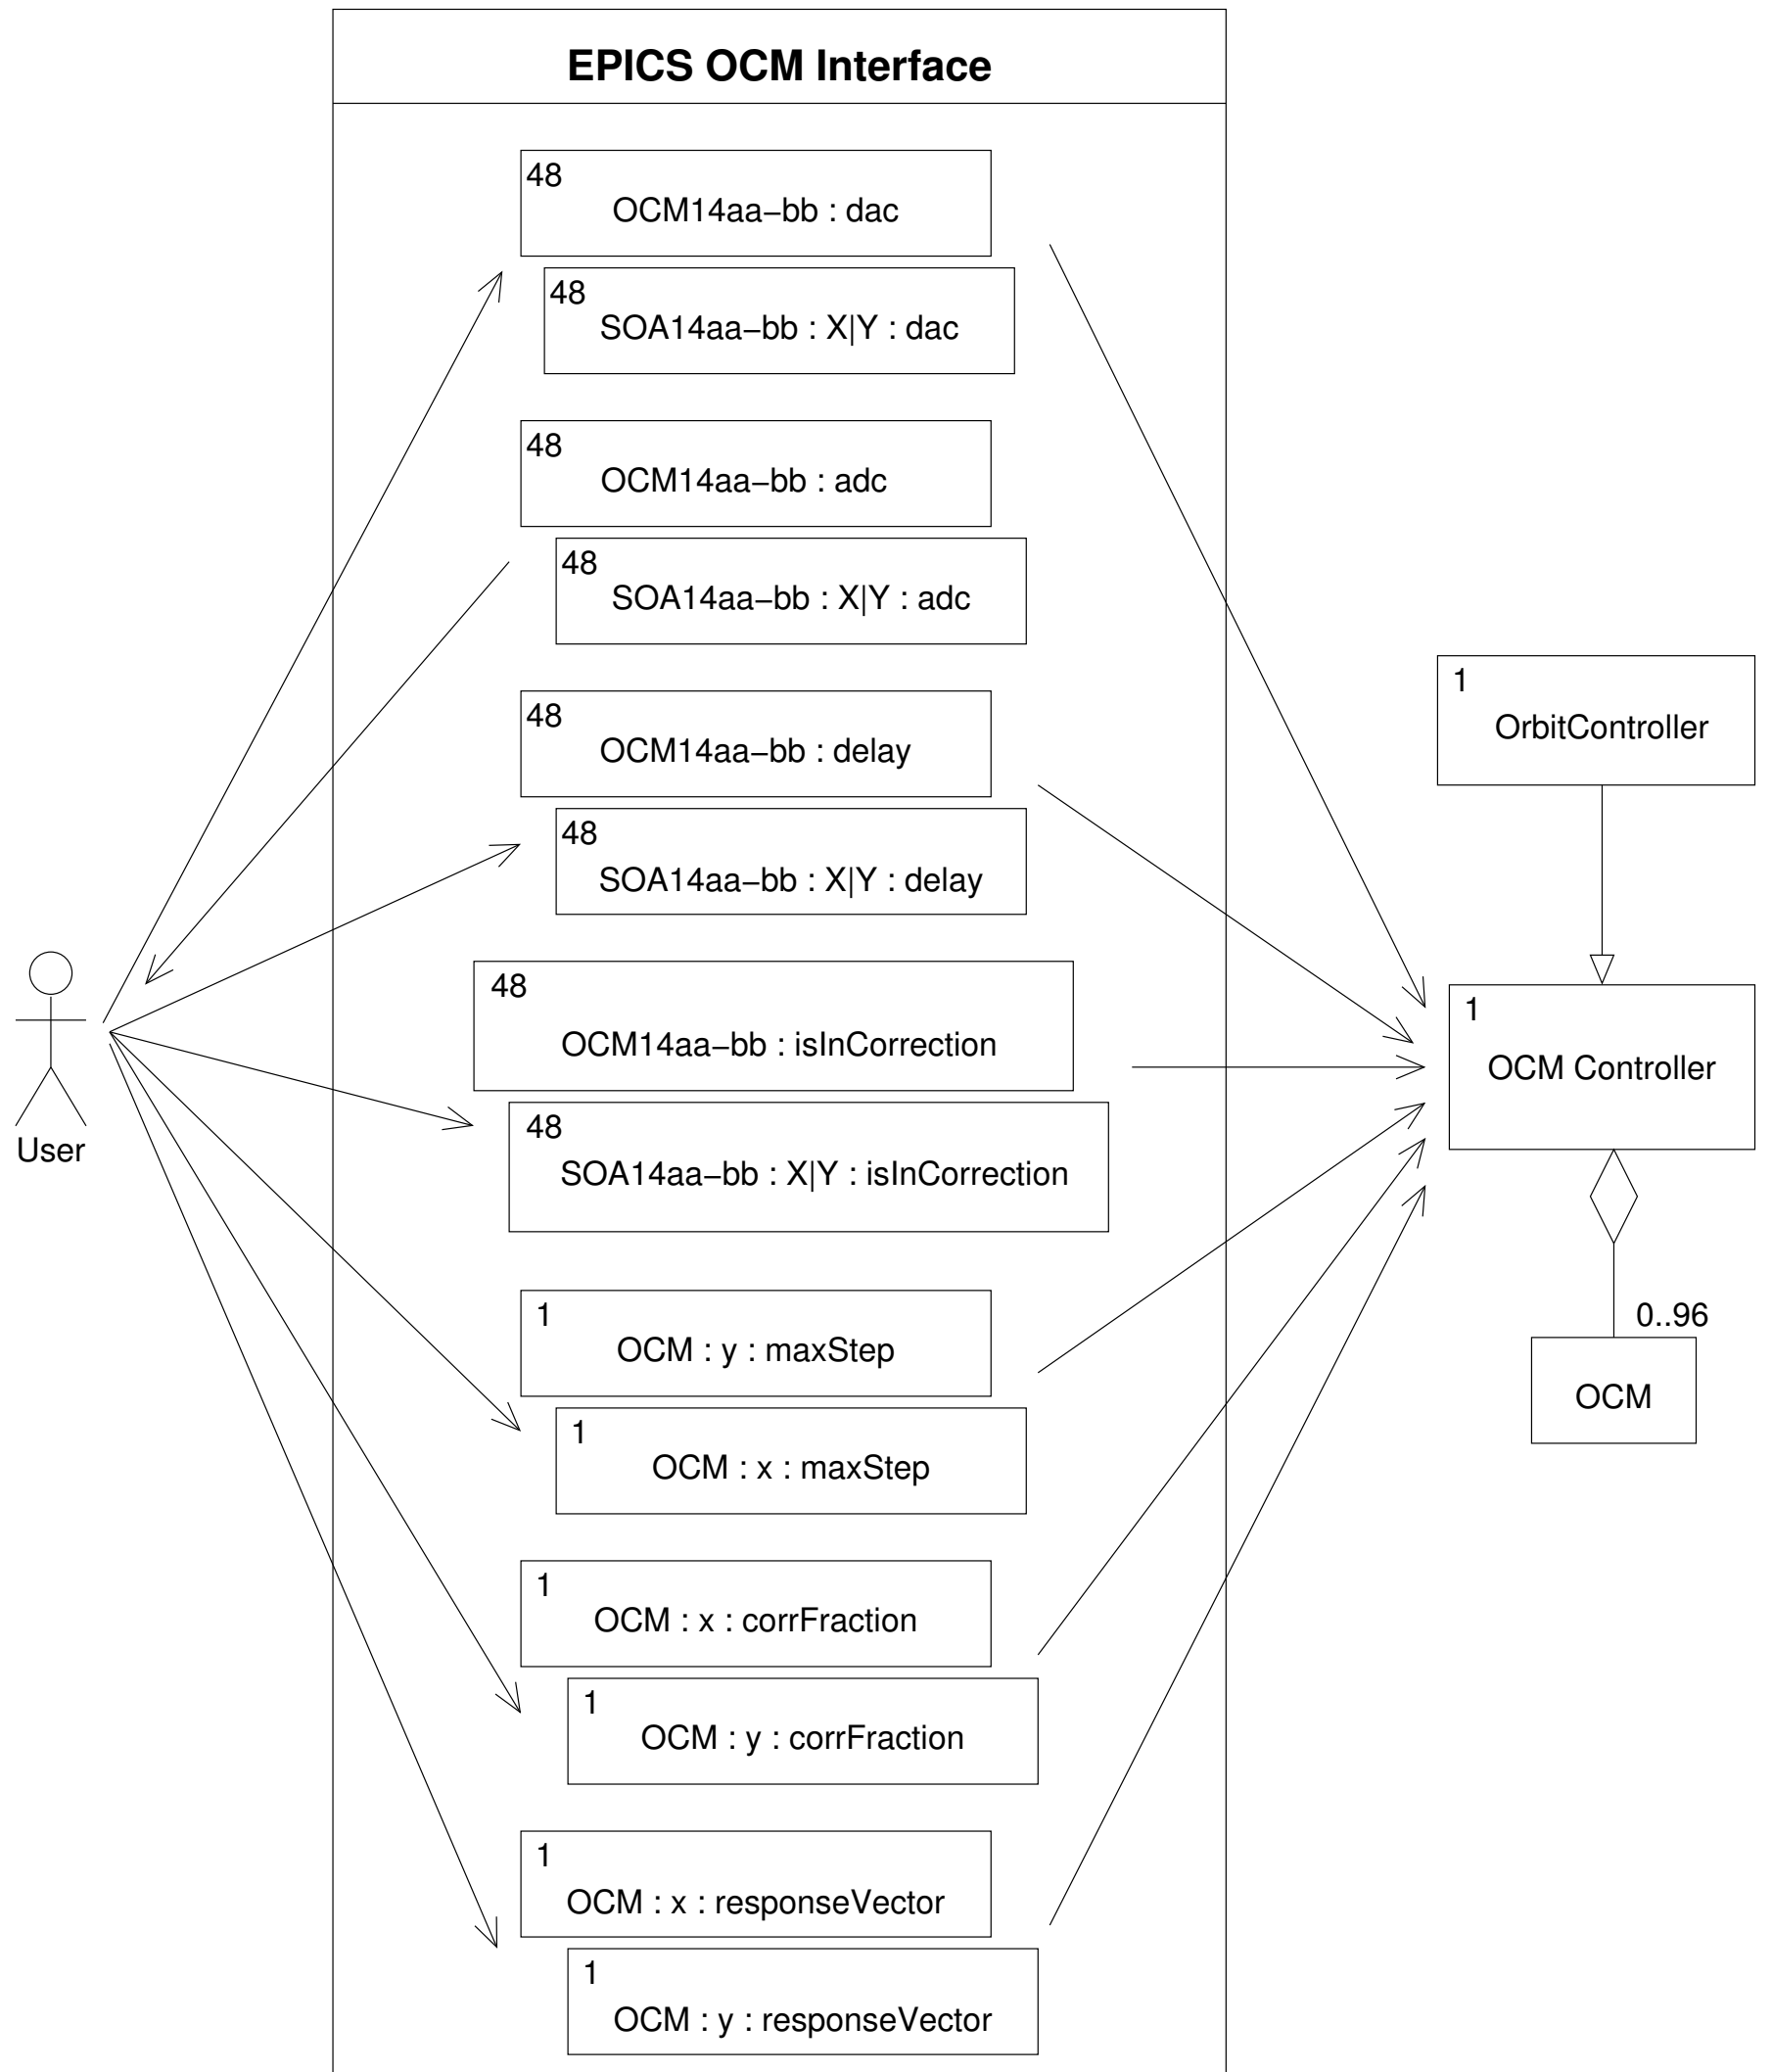 EPICS OCM Interface
48
OCM14aa–bb : dac
48
SOA14aa–bb : X|Y : dac
48
OCM14aa–bb : adc
48
SOA14aa–bb : X|Y : adc
48
OCM14aa–bb : delay
48
SOA14aa–bb : X|Y : delay
48
OCM14aa–bb : isInCorrection
48
SOA14aa–bb : X|Y : isInCorrection
1
OCM : y : maxStep
1
OCM : x : maxStep
1
OCM : x : corrFraction
1
OCM : y : corrFraction
1
OCM : x : responseVector
1
OCM : y : responseVector
User
1
OrbitController
1
OCM Controller
0..96
OCM